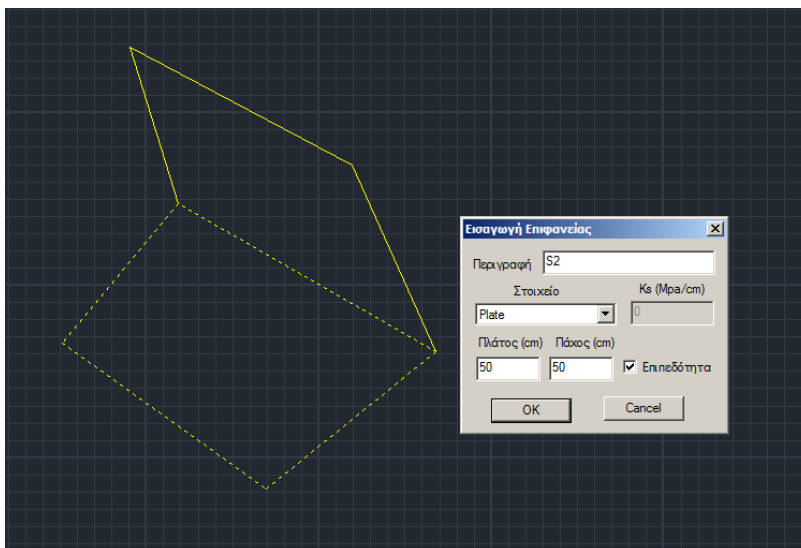 Εισαγωγή Επιφανείας
Περιγραφή S2
Στοιχείο Ks (Mpa/cm)
Plate 0
Πλάτος (cm) Πάχος (cm)
50 50 Επιπεδότητα
OK Cancel